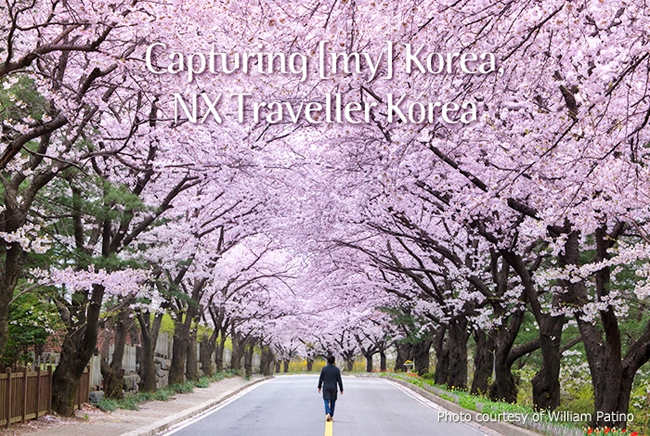 Capturing [my] Korea,
NX Traveller Korea
Photo courtesy of William Patino